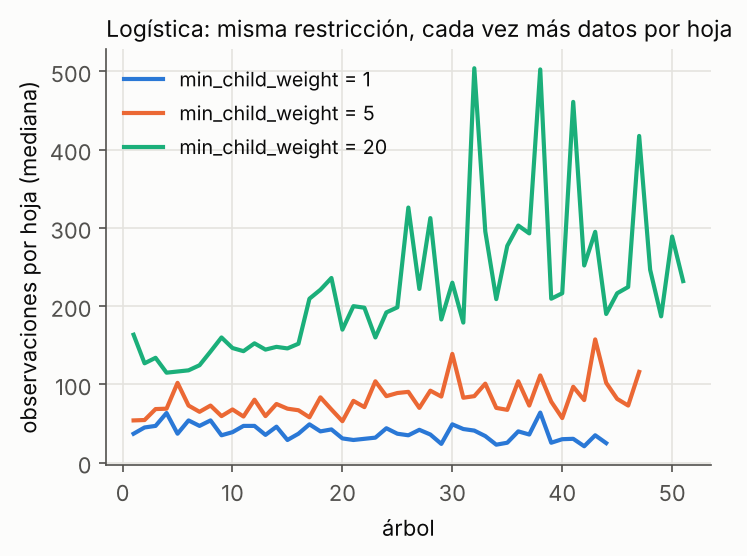 Logística: misma restricción, cada vez más datos por hoja
min_child_weight = 1
min_child_weight = 5
min_child_weight = 20
observaciones por hoja (mediana)
500
400
300
200
100
0
0 10 20 30 40 50
árbol